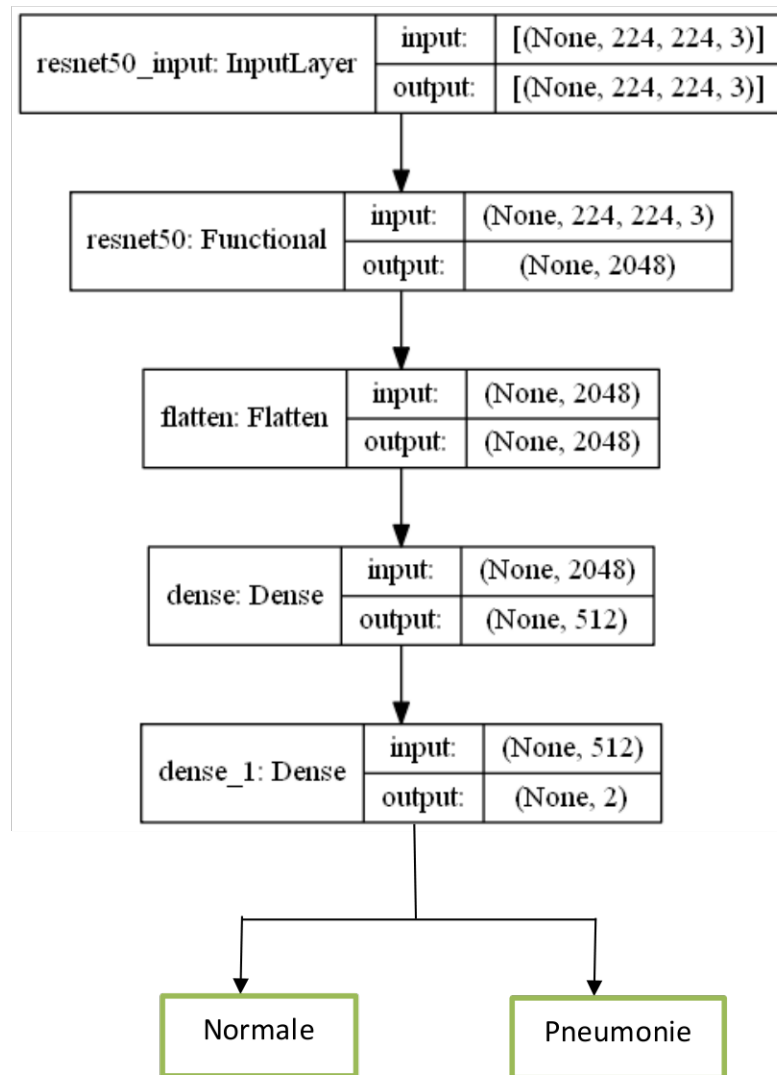 resnet50_input: InputLayer
input:
[(None, 224, 224, 3)]
output:
[(None, 224, 224, 3)]
resnet50: Functional
input:
(None, 224, 224, 3)
output:
(None, 2048)
flatten: Flatten
input:
(None, 2048)
output:
(None, 2048)
dense: Dense
input:
(None, 2048)
output:
(None, 512)
dense_1: Dense
input:
(None, 512)
output:
(None, 2)
Normale
Pneumonie